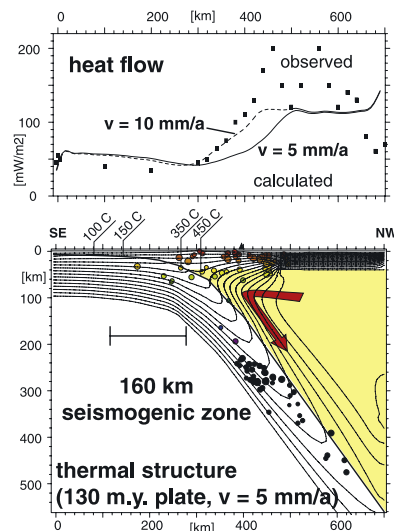 0 200 [km] 400 600
200
150
100
50
0
[mW/m2]
heat flow
observed
v = 10 mm/a
v = 5 mm/a
calculated
SE
100 C
150 C
350 C
450 C
NW
0
[km]
100
200
300
400
500
160 km
seismogenic zone
thermal structure
(130 m.y. plate, v = 5 mm/a)
0 200 [km] 400 600